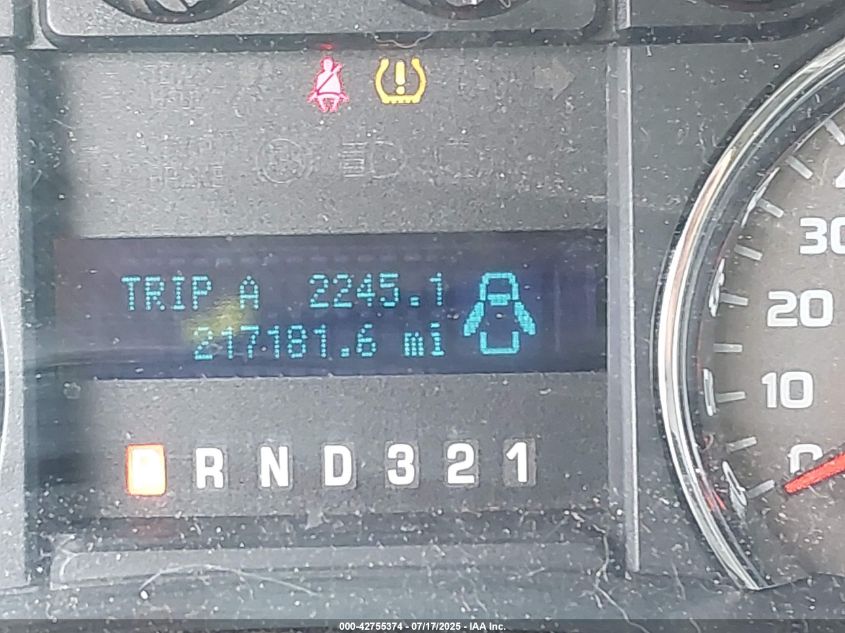 TRIP A 2245.1
217181.6 mi
P R N D 3 2 1
30
20
10
0
000-42755374 - 07/17/2025 - IAA Inc.